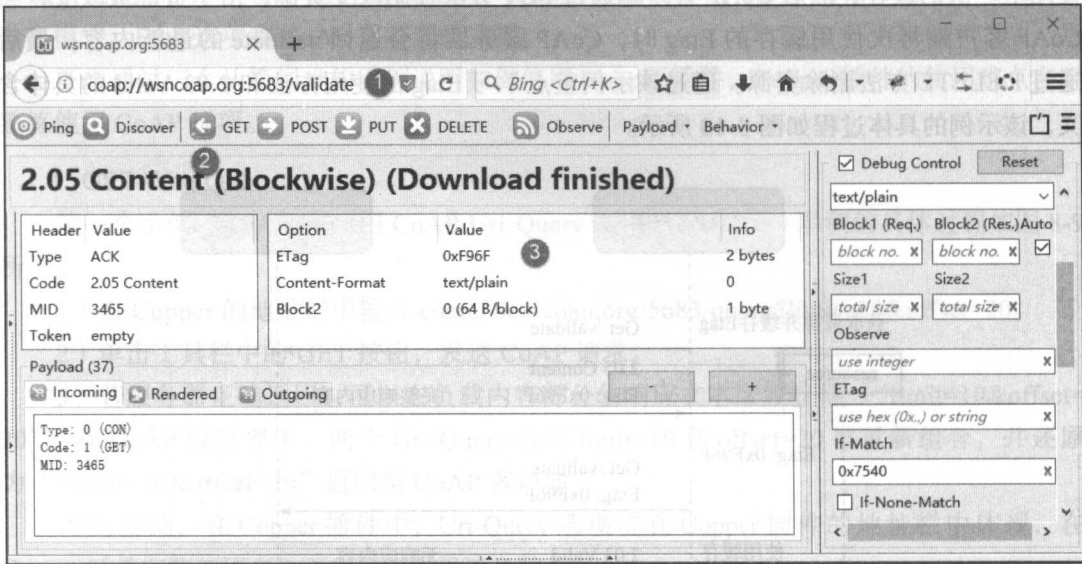 wsncoap.org:5683 × +
coap://wsncoap.org:5683/validate 1 Bing <Ctrl+K>
Ping Discover GET POST PUT DELETE Observe Payload Behavior
2
2.05 Content (Blockwise) (Download finished)
Header Value
Type ACK
Code 2.05 Content
MID 3465
Token empty
Option Value Info
ETag 0xF96F 3 2 bytes
Content-Format text/plain 0
Block2 0 (64 B/block) 1 byte
Payload (37)
Incoming Rendered Outgoing
- +
Type: 0 (CON)
Code: 1 (GET)
MID: 3465
Debug Control Reset
text/plain
Block1 (Req.) Block2 (Res.) Auto
block no. x block no. x
Size1 Size2
total size x total size x
Observe
use integer x
ETag
use hex (0x..) or string x
If-Match
0x7540 x
If-None-Match